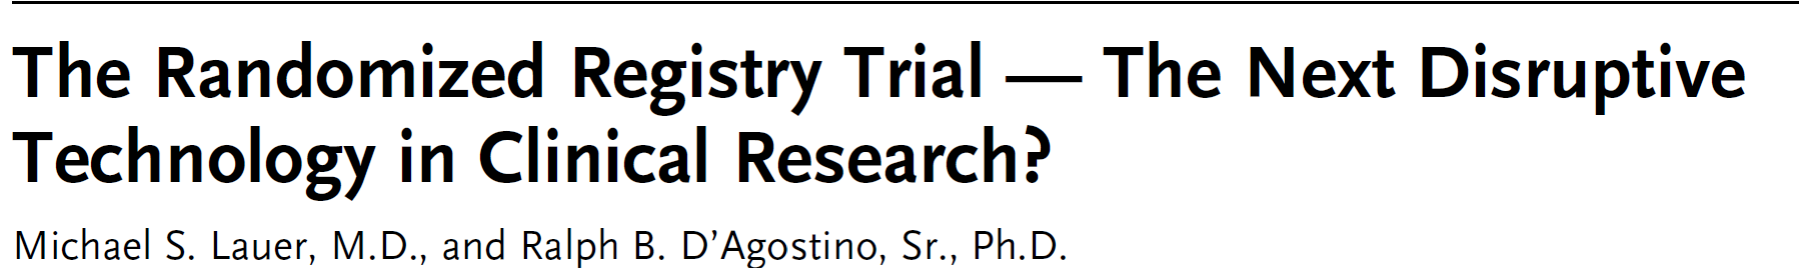 The Randomized Registry Trial — The Next Disruptive
Technology in Clinical Research?
Michael S. Lauer, M.D., and Ralph B. D’Agostino, Sr., Ph.D.